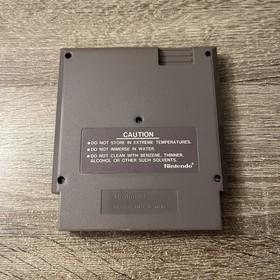 CAUTION
●DO NOT STORE IN EXTREME TEMPERATURES.
●DO NOT IMMERSE IN WATER.
●DO NOT CLEAN WITH BENZENE, THINNER,
ALCOHOL OR OTHER SUCH SOLVENTS.
Nintendo®